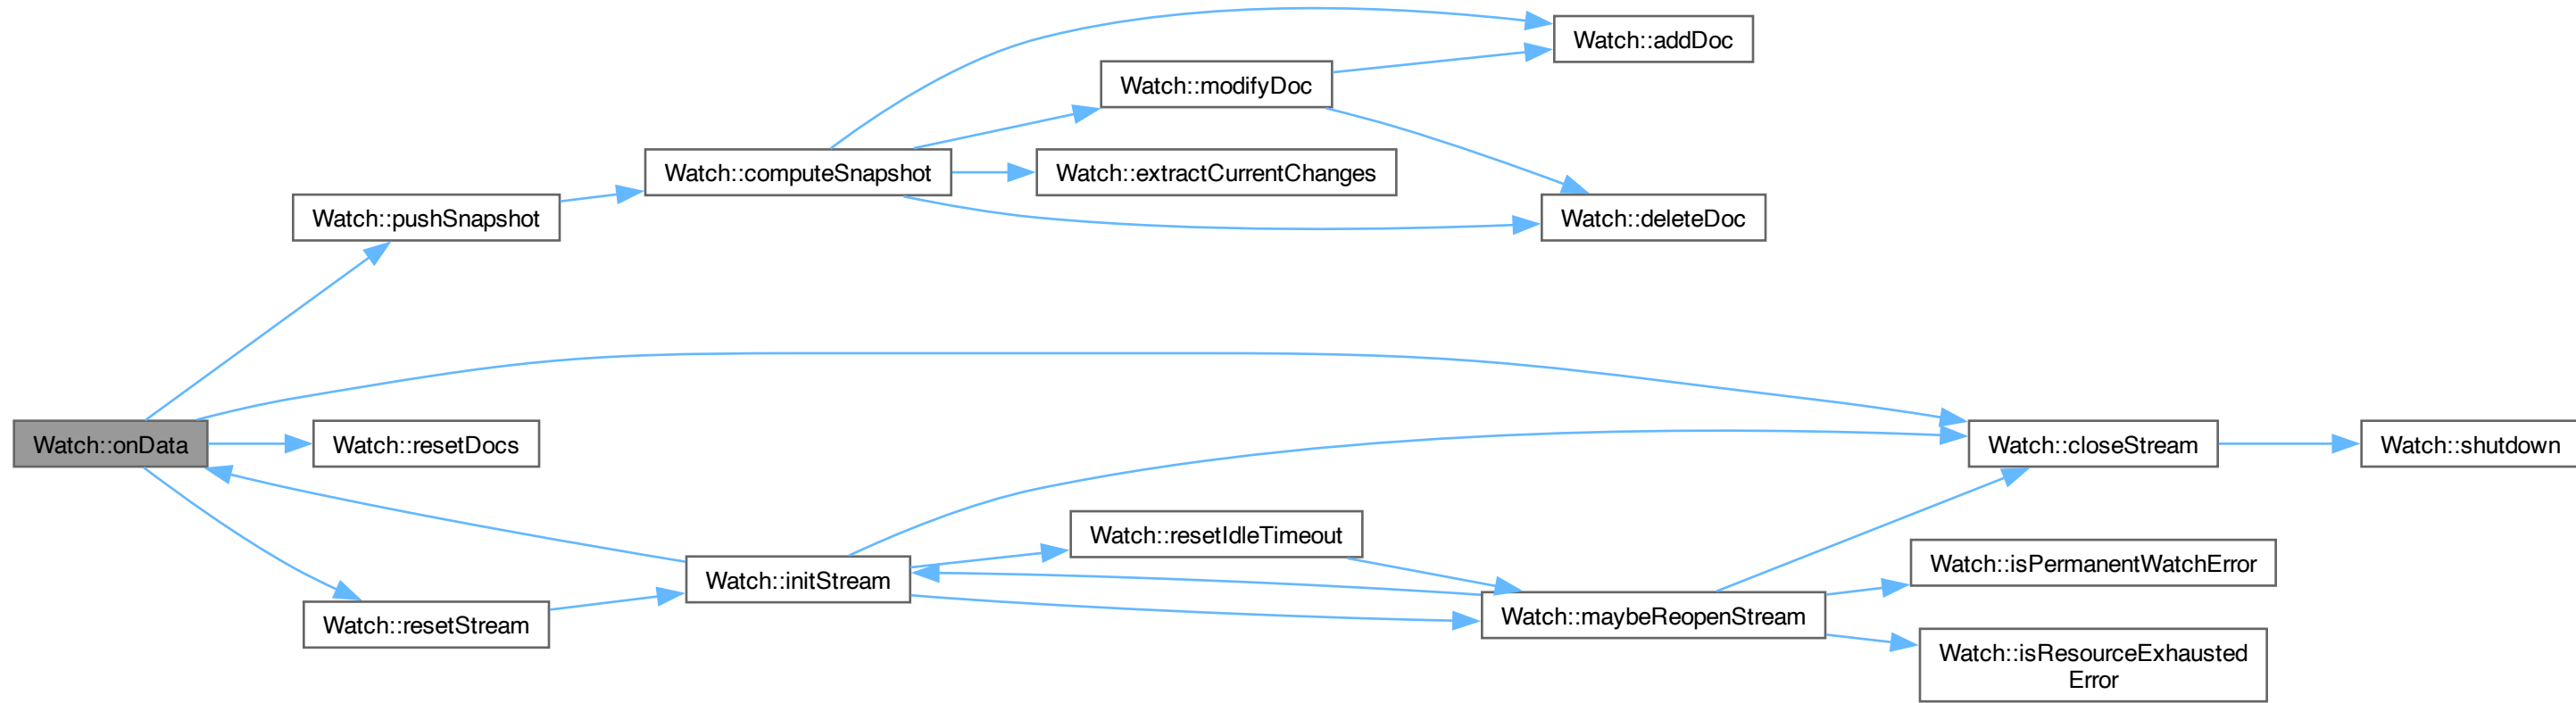 Watch::addDoc
Watch::modifyDoc
Watch::computeSnapshot
Watch::extractCurrentChanges
Watch::pushSnapshot
Watch::deleteDoc
Watch::onData
Watch::resetDocs
Watch::closeStream
Watch::shutdown
Watch::resetIdleTimeout
Watch::initStream
Watch::isPermanentWatchError
Watch::resetStream
Watch::maybeReopenStream
Watch::isResourceExhausted
Error